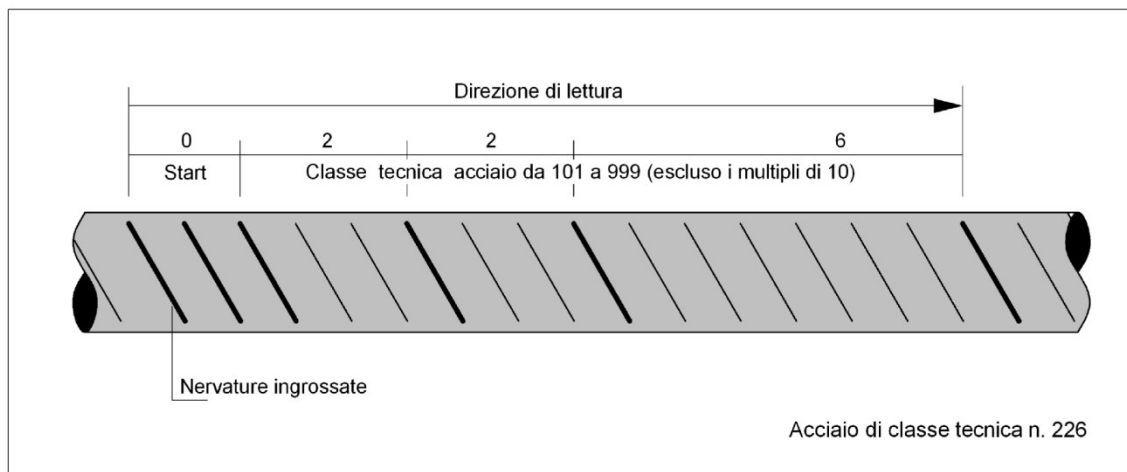 Direzione di lettura
0 2 2 6
Start Classe tecnica acciaio da 101 a 999 (escluso i multipli di 10)
Nervature ingrossate
Acciaio di classe tecnica n. 226